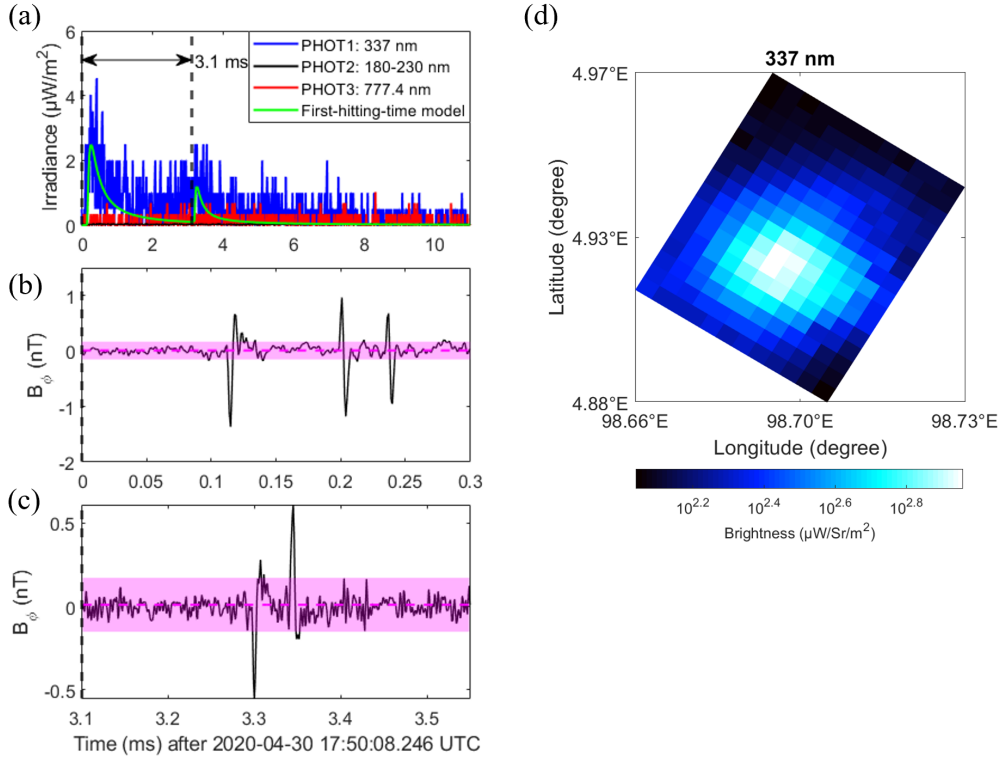 (a)
6
4
2
0
Irradiance (µW/m²)
3.1 ms
PHOT1: 337 nm
PHOT2: 180-230 nm
PHOT3: 777.4 nm
First-hitting-time model
0 2 4 6 8 10
(b)
1
0
-1
-2
B_ϕ (nT)
0 0.05 0.1 0.15 0.2 0.25 0.3
(c)
0.5
0
-0.5
B_ϕ (nT)
3.1 3.2 3.3 3.4 3.5
Time (ms) after 2020-04-30 17:50:08.246 UTC
(d)
337 nm
4.97°E
4.93°E
4.88°E
Latitude (degree)
98.66°E 98.70°E 98.73°E
Longitude (degree)
10^2.2 10^2.4 10^2.6 10^2.8
Brightness (µW/Sr/m²)